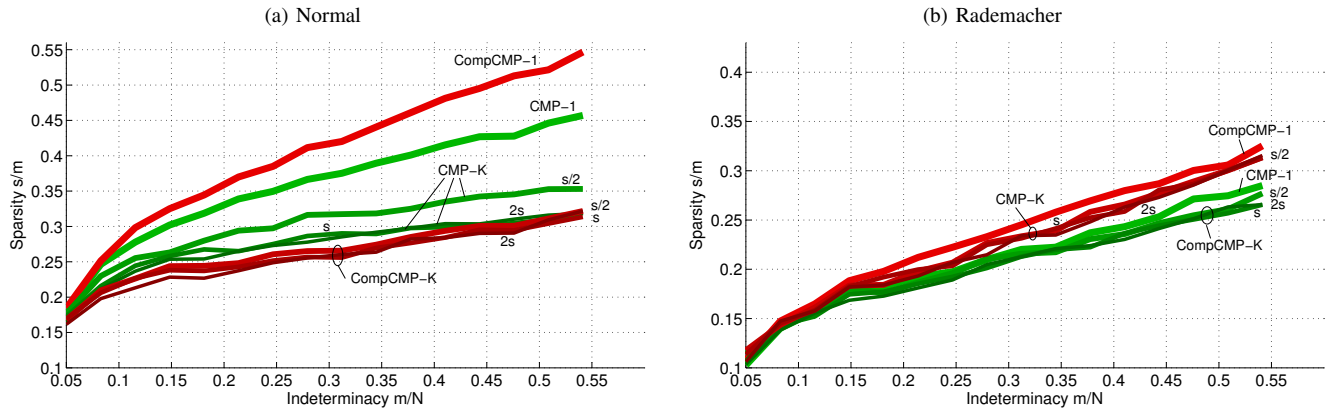 (a) Normal
0.55
0.5
0.45
0.4
0.35
0.3
0.25
0.2
0.15
0.1
Sparsity s/m
CompCMP−1
CMP−1
CMP−K
s/2
s
2s
s/2
s
2s
CompCMP−K
0.05 0.1 0.15 0.2 0.25 0.3 0.35 0.4 0.45 0.5 0.55
Indeterminacy m/N
(b) Rademacher
0.4
0.35
0.3
0.25
0.2
0.15
0.1
Sparsity s/m
CompCMP−1
s/2
CMP−1
s/2
2s
CMP−K
s
2s
s
CompCMP−K
0.05 0.1 0.15 0.2 0.25 0.3 0.35 0.4 0.45 0.5 0.55
Indeterminacy m/N